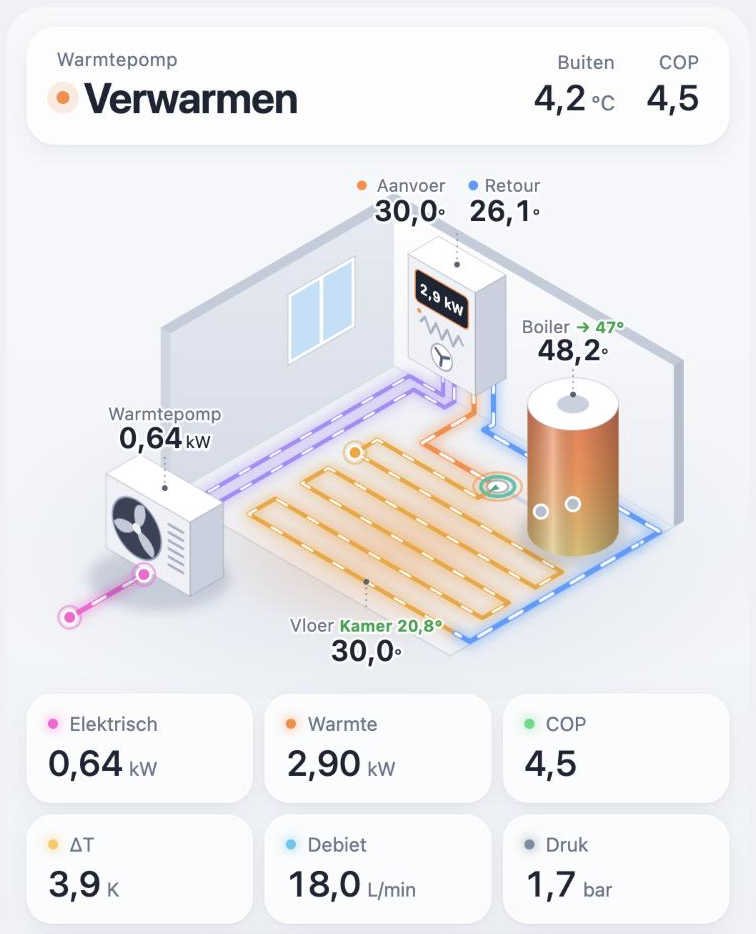 Warmtepomp
Verwarmen
Buiten
4,2 °C
COP
4,5
Aanvoer
30,0°
Retour
26,1°
2,9 kW
Boiler → 47°
48,2°
Warmtepomp
0,64 kW
Vloer Kamer 20,8°
30,0°
Elektrisch
0,64 kW
Warmte
2,90 kW
COP
4,5
ΔT
3,9 K
Debiet
18,0 L/min
Druk
1,7 bar